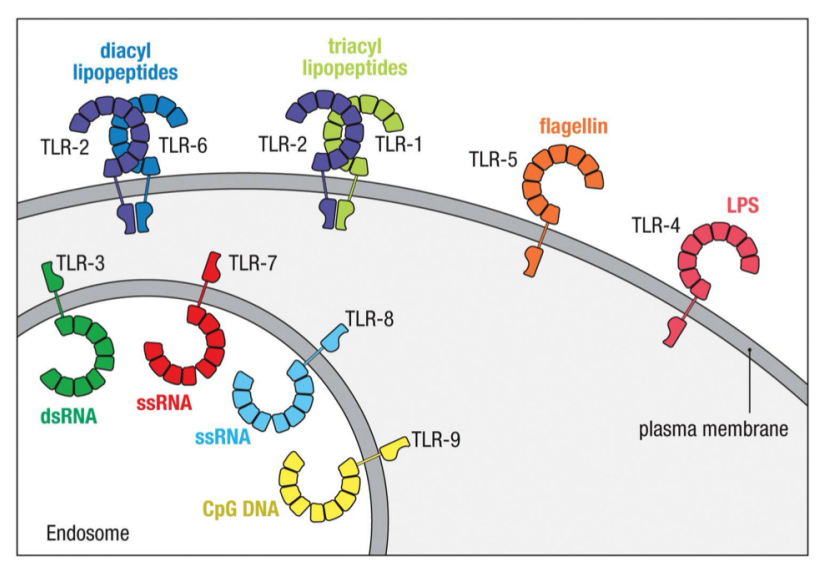 diacyl
lipopeptides
triacyl
lipopeptides
TLR-2
TLR-6
TLR-2
TLR-1
flagellin
TLR-5
LPS
TLR-4
TLR-3
TLR-7
TLR-8
dsRNA
ssRNA
ssRNA
TLR-9
plasma membrane
CpG DNA
Endosome